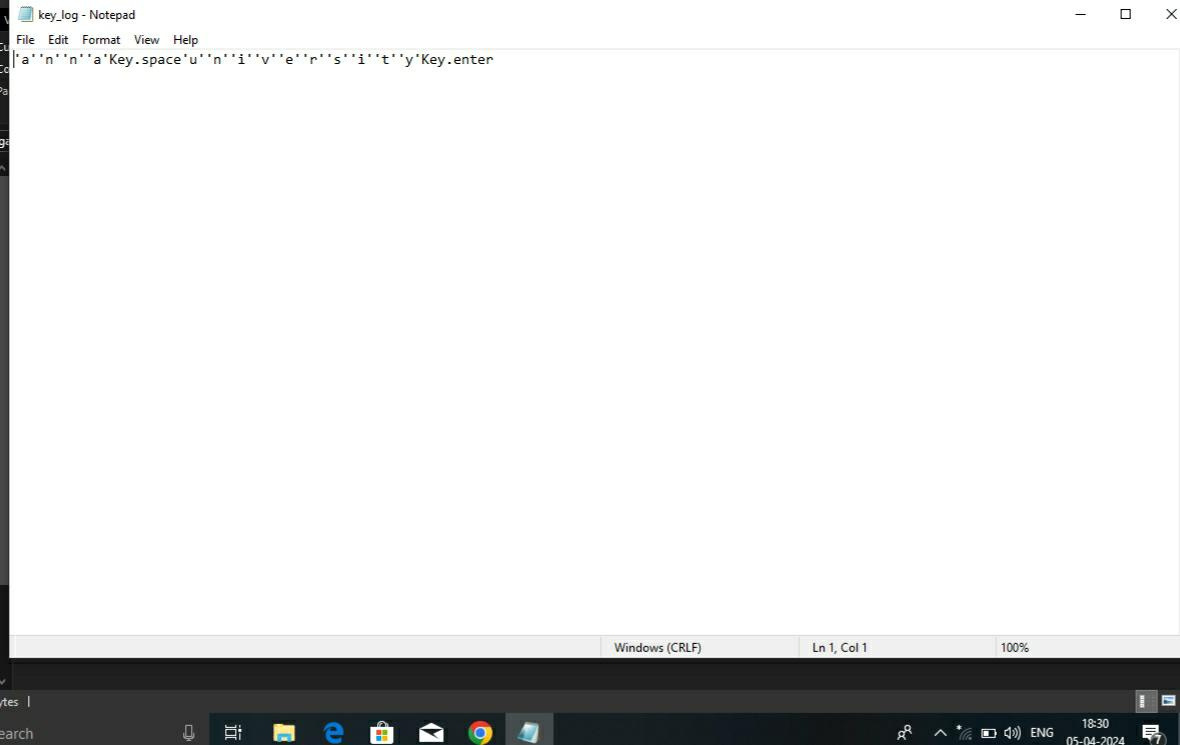 key_log - Notepad
File Edit Format View Help
'a''n''n''a'Key.space'u''n''i''v''e''r''s''i''t''y'Key.enter
Windows (CRLF) Ln 1, Col 1 100%
ENG 18:30
05-04-2024
7